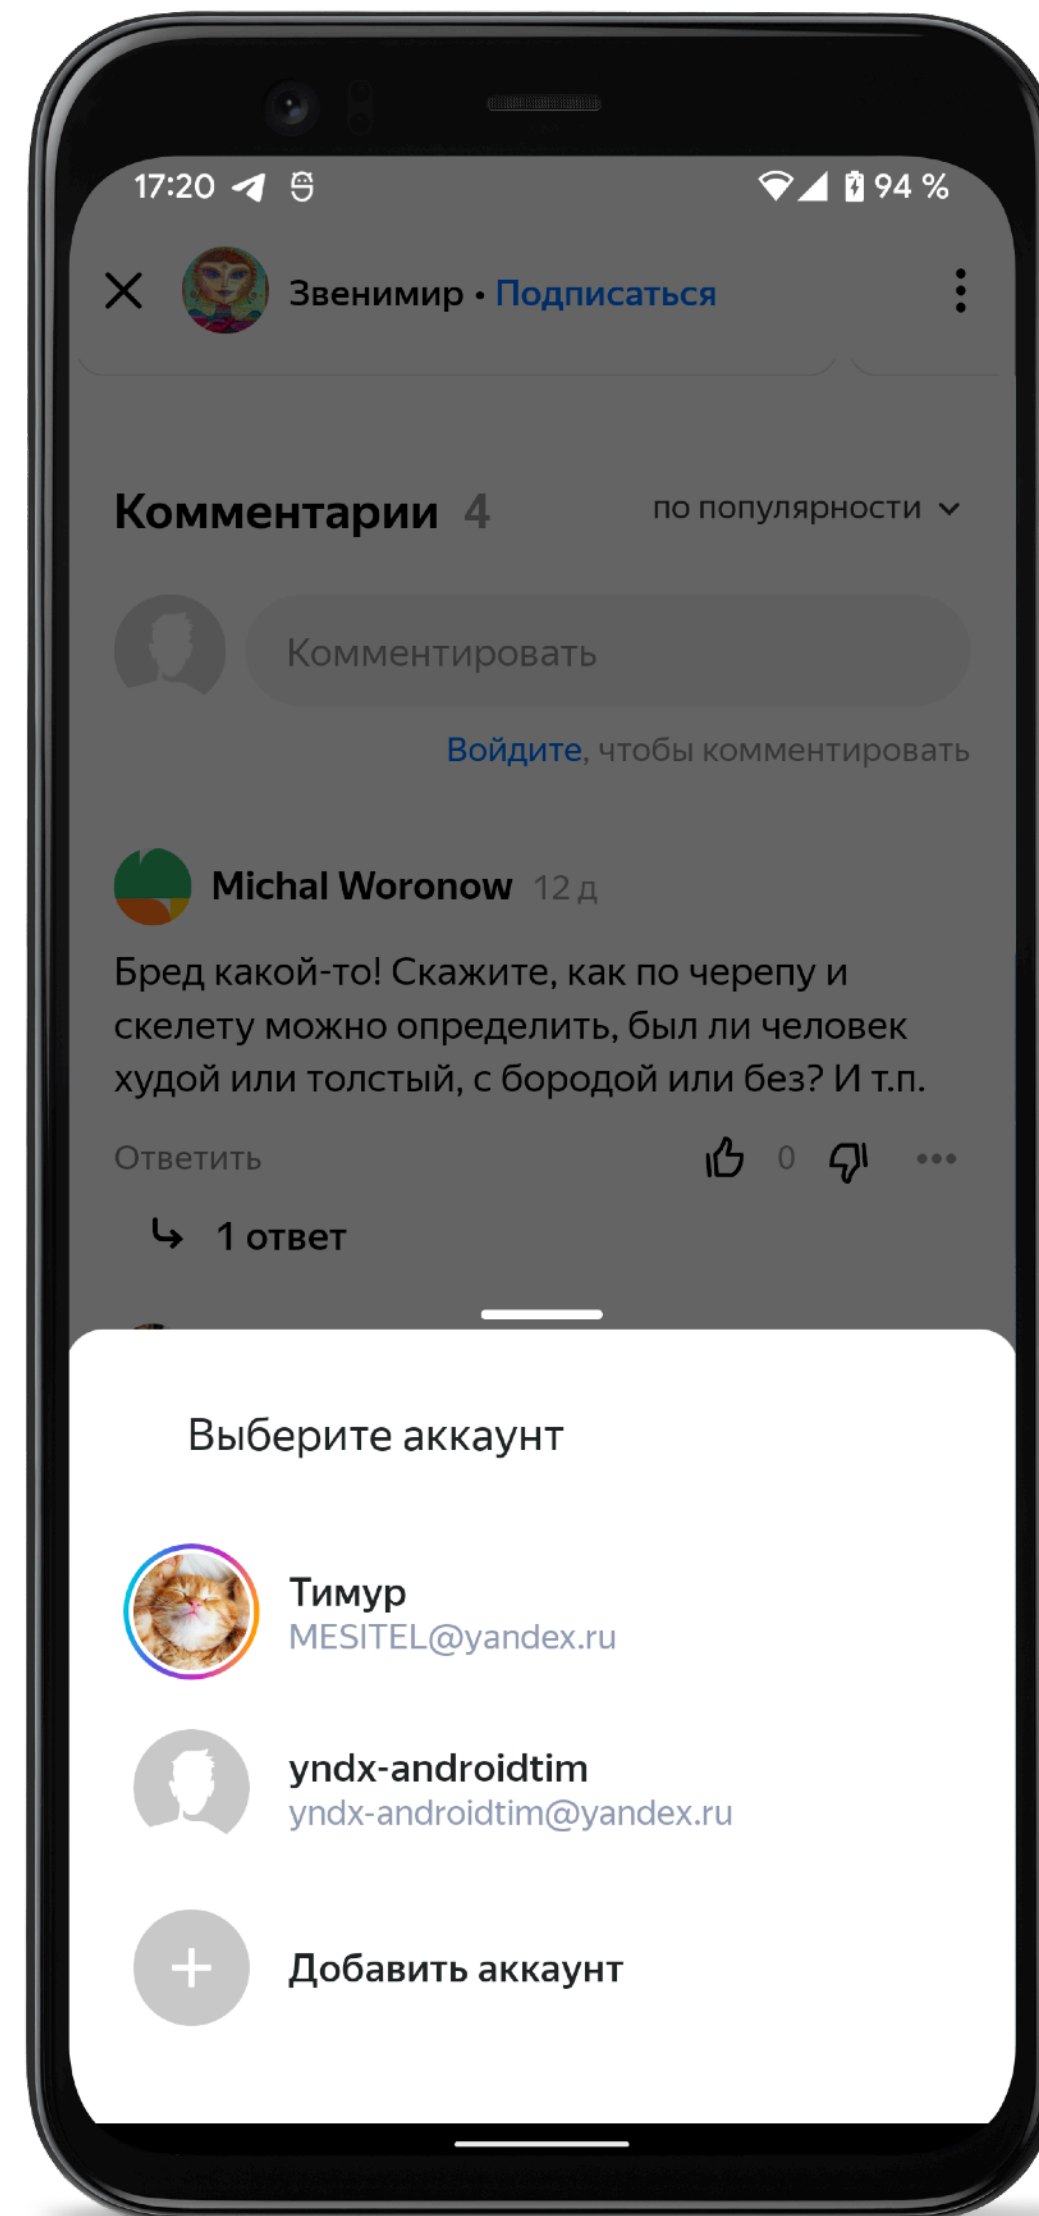 17:20 94 %
Звенимир • Подписаться
Комментарии 4 по популярности
Комментировать
Войдите, чтобы комментировать
Michal Woronow 12 д
Бред какой-то! Скажите, как по черепу и
скелету можно определить, был ли человек
худой или толстый, с бородой или без? И т.п.
Ответить 0
1 ответ
Выберите аккаунт
Тимур
MESITEL@yandex.ru
yndx-androidtim
yndx-androidtim@yandex.ru
Добавить аккаунт